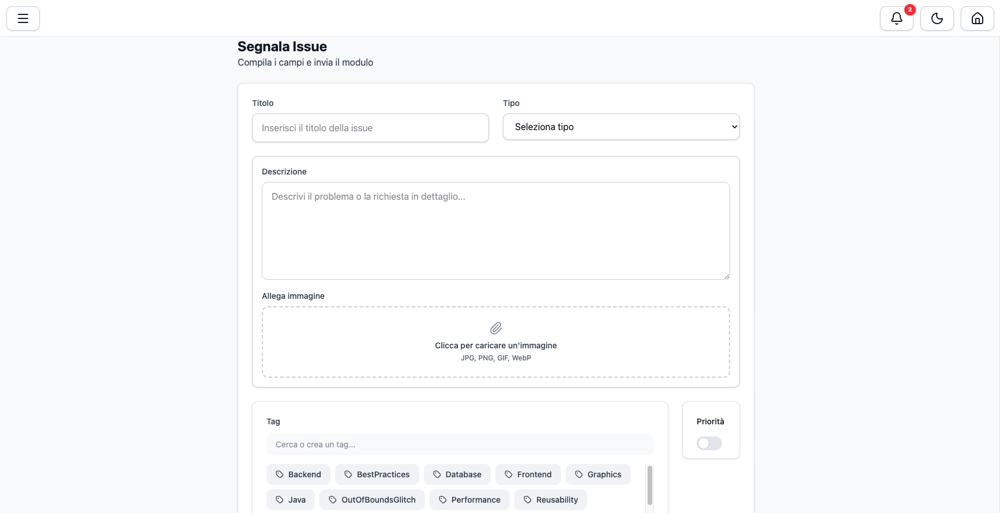 2
Segnala Issue
Compila i campi e invia il modulo
Titolo
Tipo
Inserisci il titolo della issue
Seleziona tipo
Descrizione
Descrivi il problema o la richiesta in dettaglio...
Allega immagine
Clicca per caricare un'immagine
JPG, PNG, GIF, WebP
Tag
Priorità
Cerca o crea un tag...
Backend BestPractices Database Frontend Graphics
Java OutOfBoundsGlitch Performance Reusability